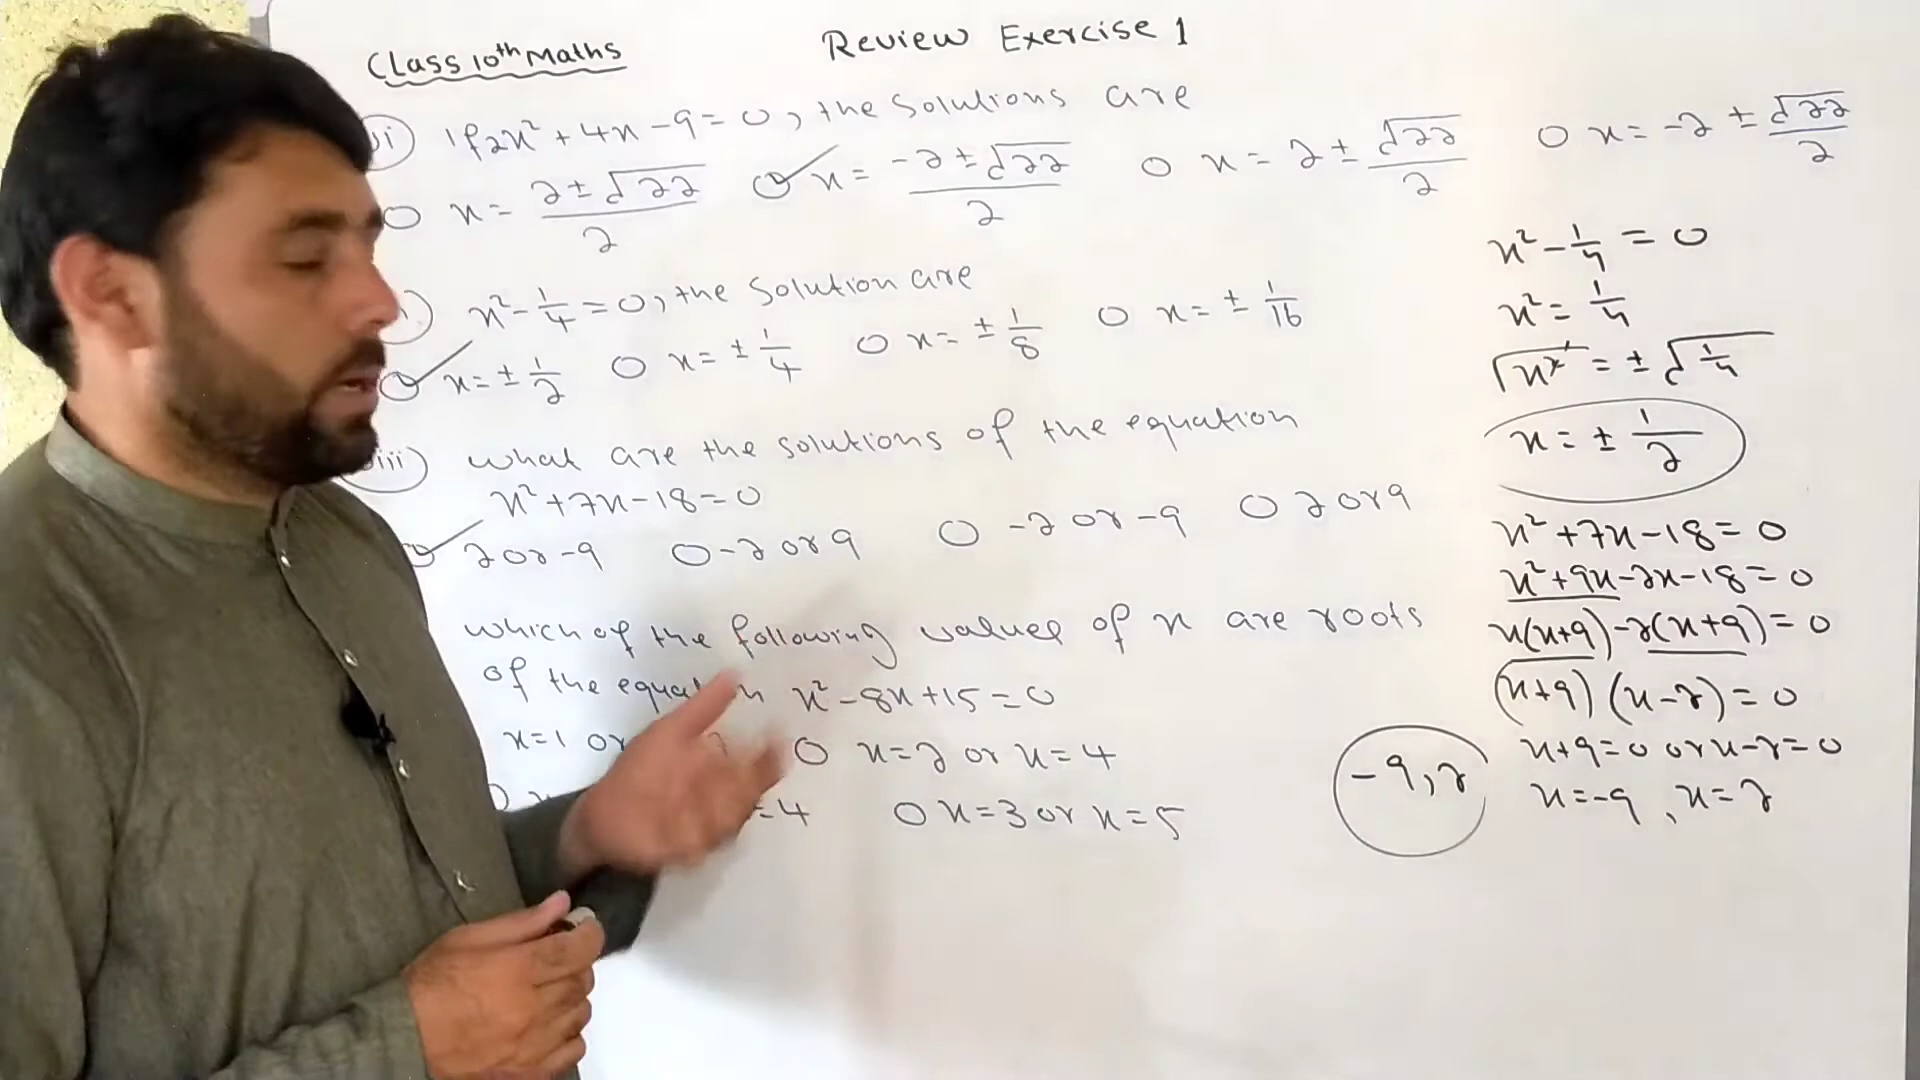 Class 10th Maths
Review Exercise 1
If 2x² + 4x - 9 = 0, the solutions are
○ x = (2 ± √22)/2 ○✓ x = (-2 ± √22)/2 ○ x = 2 ± √22/2 ○ x = -2 ± √22/2
x² - 1/4 = 0, the solution are
○✓ x = ± 1/2 ○ x = ± 1/4 ○ x = ± 1/8 ○ x = ± 1/16
iii) what are the solutions of the equation
x² + 7x - 18 = 0
✓ 2 or -9 ○ -2 or 9 ○ -2 or -9 ○ 2 or 9
which of the following values of x are roots
of the x² - 8x + 15 = 0
x = 1 or ○ x = 2 or x = 4
= 4 ○ x = 3 or x = 5
x² - 1/4 = 0
x² = 1/4
√x² = ± √1/4
x = ± 1/2
x² + 7x - 18 = 0
x² + 9x - 2x - 18 = 0
x(x+9) - 2(x+9) = 0
(x+9) (x-2) = 0
x+9 = 0 or x-2 = 0
x = -9 , x = 2
-9, 2